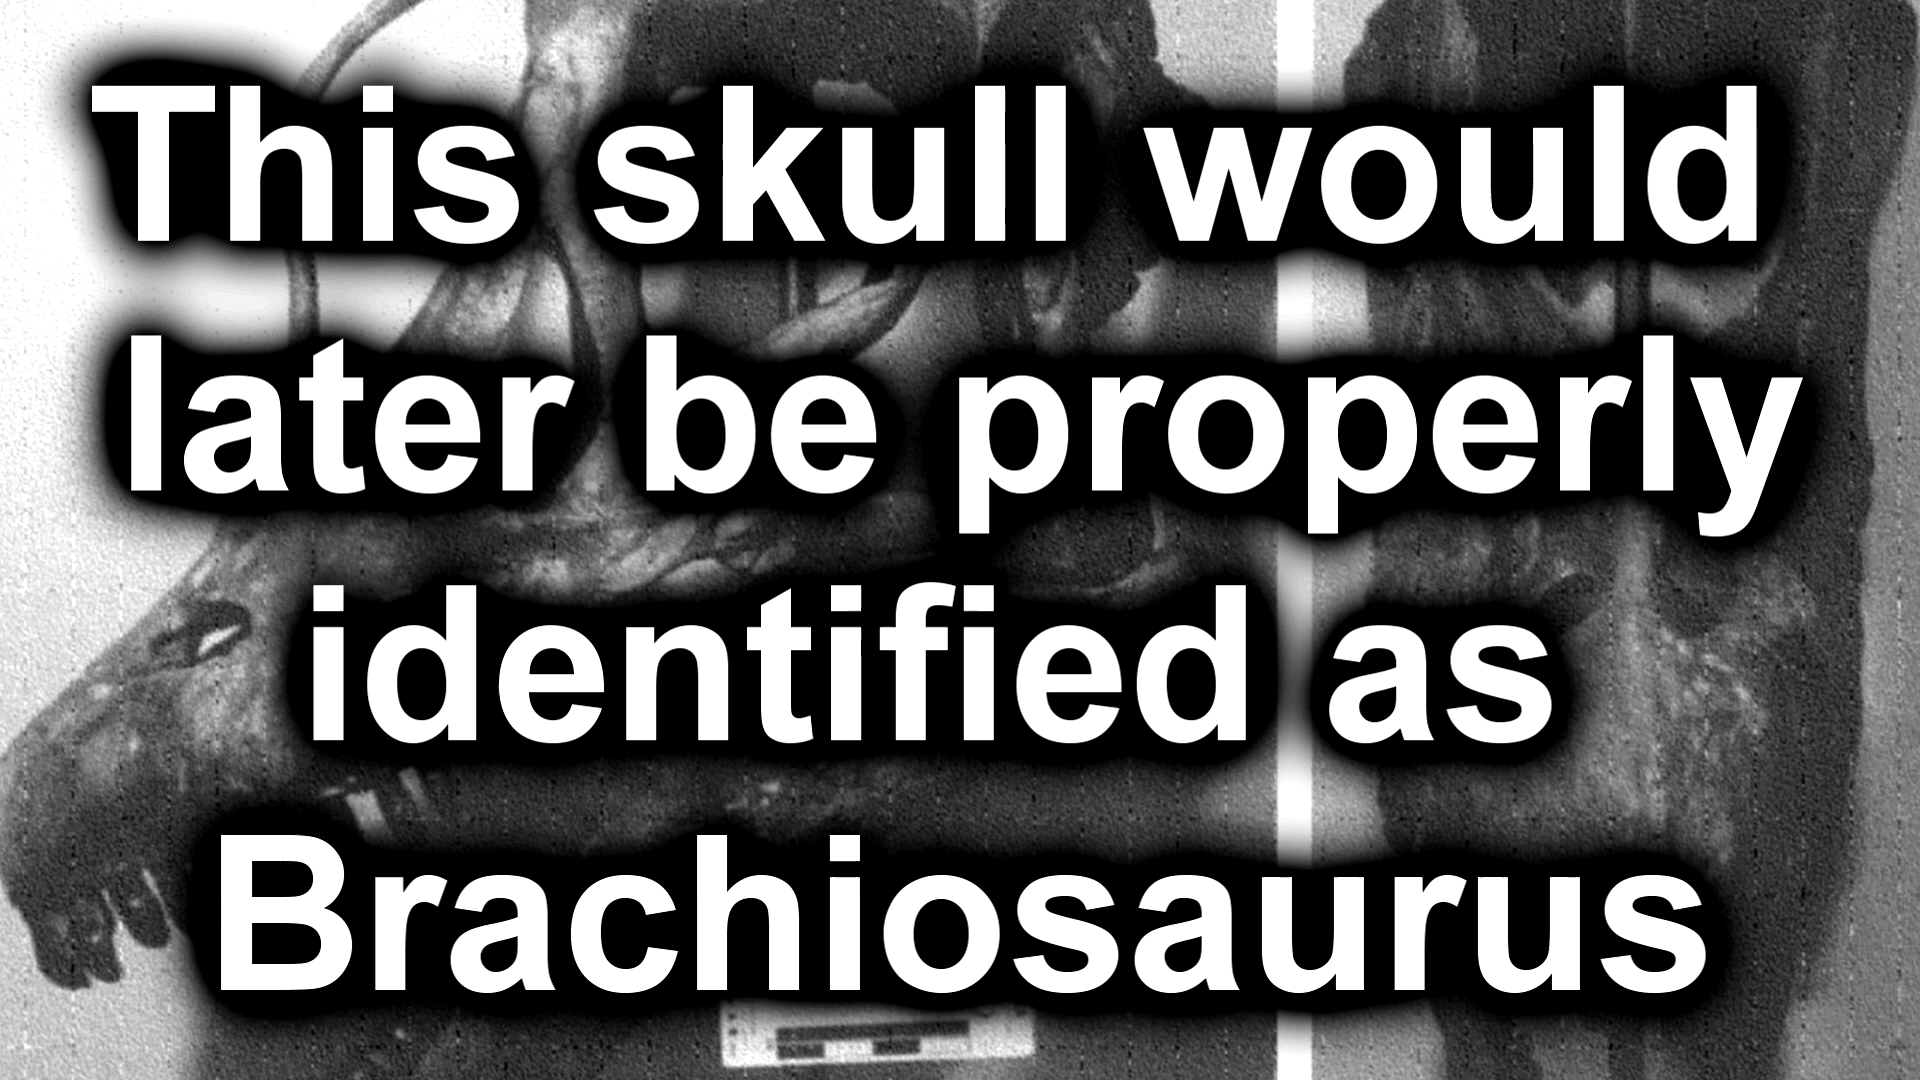 This skull would
later be properly
identified as
Brachiosaurus